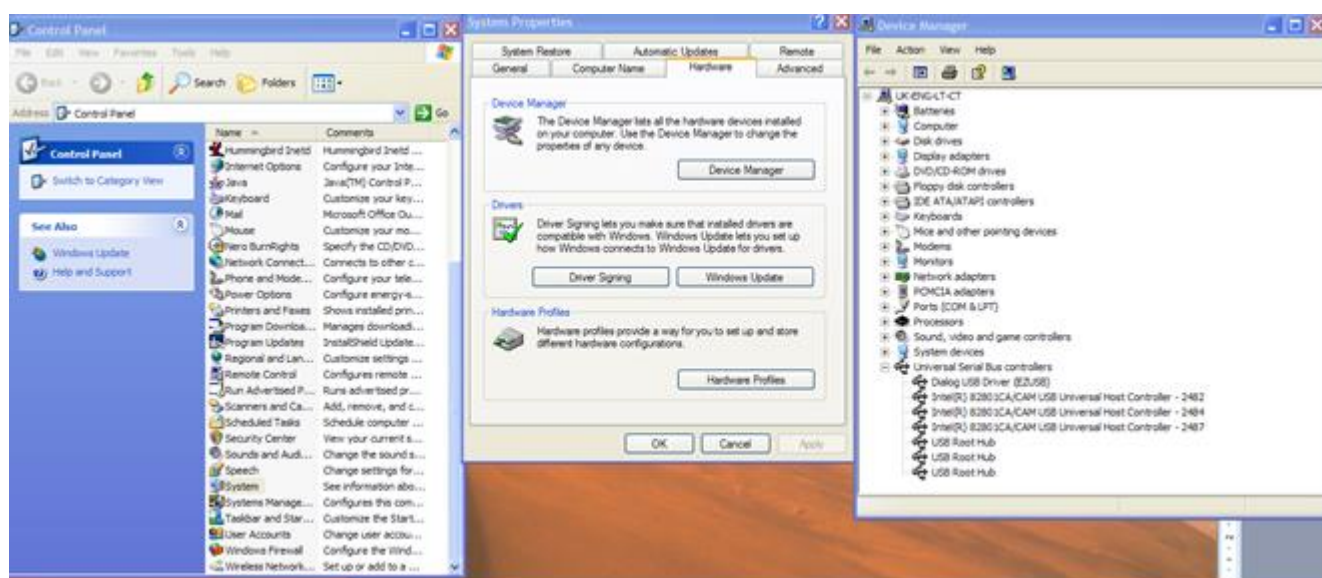 Control Panel
File Edit View Favorites Tools Help
Back
Search
Folders
Address
Control Panel
Go
Control Panel
Switch to Category View
See Also
Windows Update
Help and Support
Name Comments
Hummingbird Inetd Hummingbird Inetd ...
Internet Options Configure your Inte...
Java Java(TM) Control P...
Keyboard Customize your key...
Mail Microsoft Office Ou...
Mouse Customize your mo...
Nero BurnRights Specify the CD/DVD...
Network Connect... Connects to other c...
Phone and Mode... Configure your tele...
Power Options Configure energy-s...
Printers and Faxes Shows installed prin...
Program Downloa... Manages downloadi...
Program Updates InstallShield Update...
Regional and Lan... Customize settings ...
Remote Control Configures remote ...
Run Advertised P... Runs advertised pr...
Scanners and Ca... Add, remove, and c...
Scheduled Tasks Schedule computer ...
Security Center View your current s...
Sounds and Audi... Change the sound s...
Speech Change settings for...
System See information abo...
Systems Manage... Configures this com...
Taskbar and Star... Customize the Start...
User Accounts Change user accou...
Windows Firewall Configure the Wind...
Wireless Network... Set up or add to a ...
System Properties
System Restore Automatic Updates Remote
General Computer Name Hardware Advanced
Device Manager
The Device Manager lists all the hardware devices installed
on your computer. Use the Device Manager to change the
properties of any device.
Device Manager
Drivers
Driver Signing lets you make sure that installed drivers are
compatible with Windows. Windows Update lets you set up
how Windows connects to Windows Update for drivers.
Driver Signing Windows Update
Hardware Profiles
Hardware profiles provide a way for you to set up and store
different hardware configurations.
Hardware Profiles
OK Cancel Apply
Device Manager
File Action View Help
UK-ENG-LT-CT
Batteries
Computer
Disk drives
Display adapters
DVD/CD-ROM drives
Floppy disk controllers
IDE ATA/ATAPI controllers
Keyboards
Mice and other pointing devices
Modems
Monitors
Network adapters
PCMCIA adapters
Ports (COM & LPT)
Processors
Sound, video and game controllers
System devices
Universal Serial Bus controllers
Dialog USB Driver (EZUSB)
Intel(R) 82801CA/CAM USB Universal Host Controller - 2482
Intel(R) 82801CA/CAM USB Universal Host Controller - 2484
Intel(R) 82801CA/CAM USB Universal Host Controller - 2487
USB Root Hub
USB Root Hub
USB Root Hub